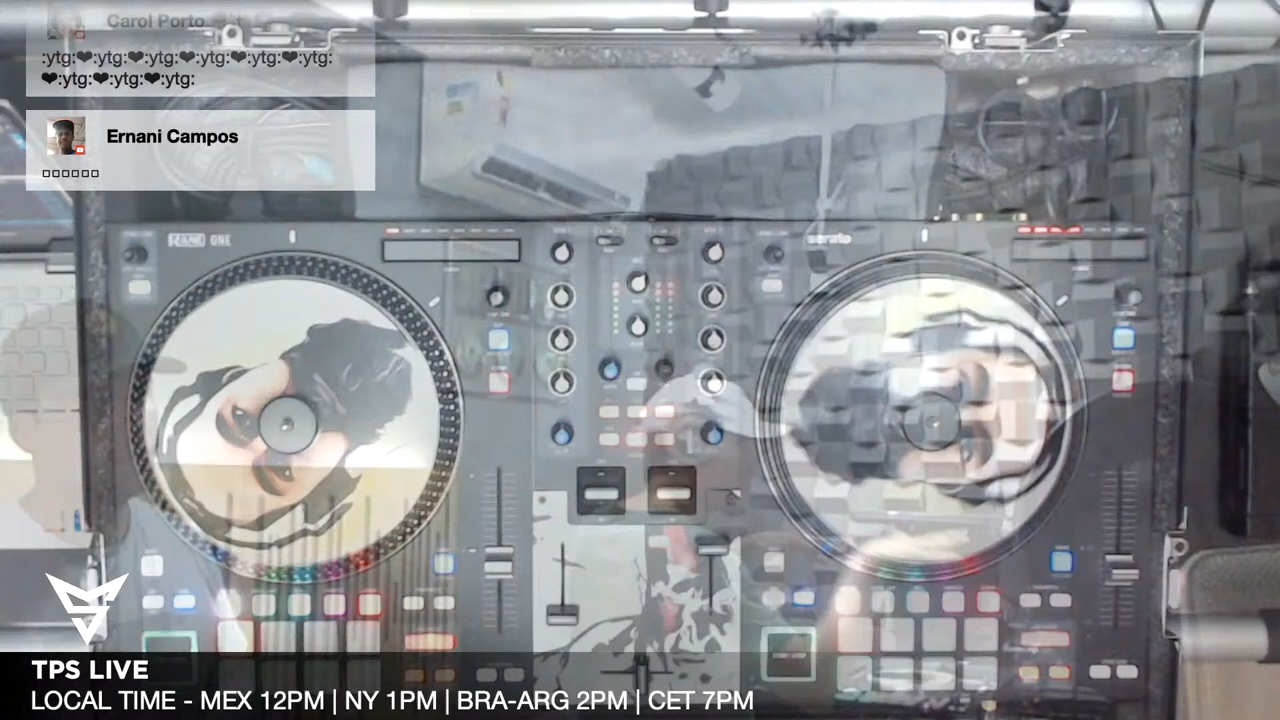 Carol Porto
:ytg:❤:ytg:❤:ytg:❤:ytg:❤:ytg:❤:ytg:
❤:ytg:❤:ytg:❤:ytg:
Ernani Campos
□□□□□□
RANE ONE
serato
TPS LIVE
LOCAL TIME - MEX 12PM | NY 1PM | BRA-ARG 2PM | CET 7PM